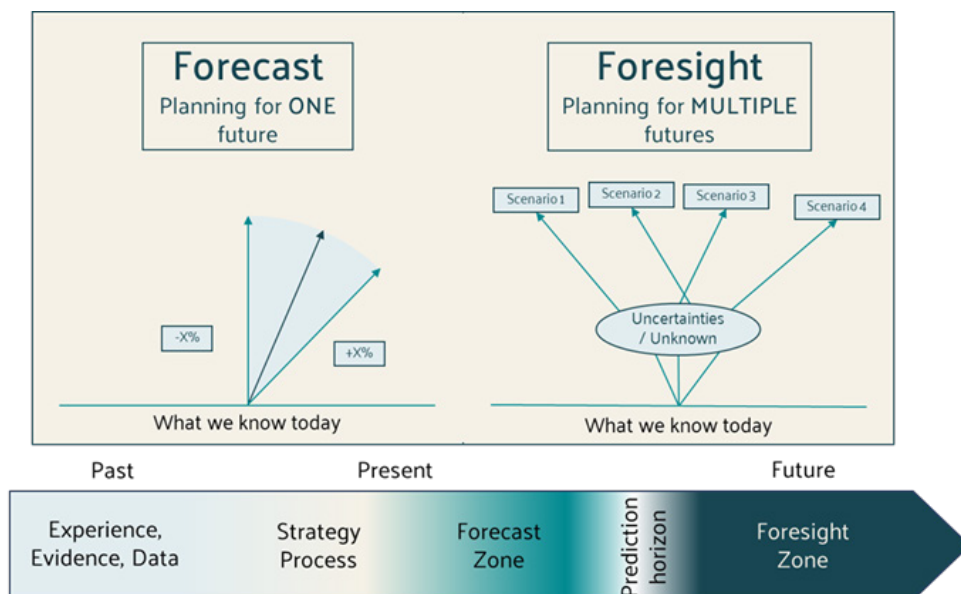 Forecast
Planning for ONE
future
Foresight
Planning for MULTIPLE
futures
Scenario 1
Scenario 2
Scenario 3
Scenario 4
-X%
+X%
Uncertainties
/ Unknown
What we know today
What we know today
Past
Present
Future
Experience,
Evidence, Data
Strategy
Process
Forecast
Zone
Prediction
horizon
Foresight
Zone